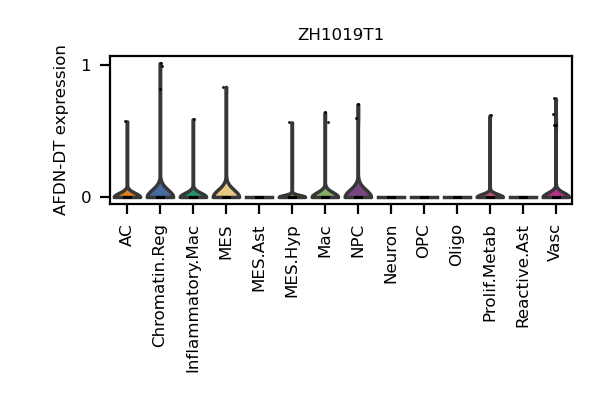 ZH1019T1
AFDN-DT expression
1
0
AC
Chromatin.Reg
Inflammatory.Mac
MES
MES.Ast
MES.Hyp
Mac
NPC
Neuron
OPC
Oligo
Prolif.Metab
Reactive.Ast
Vasc